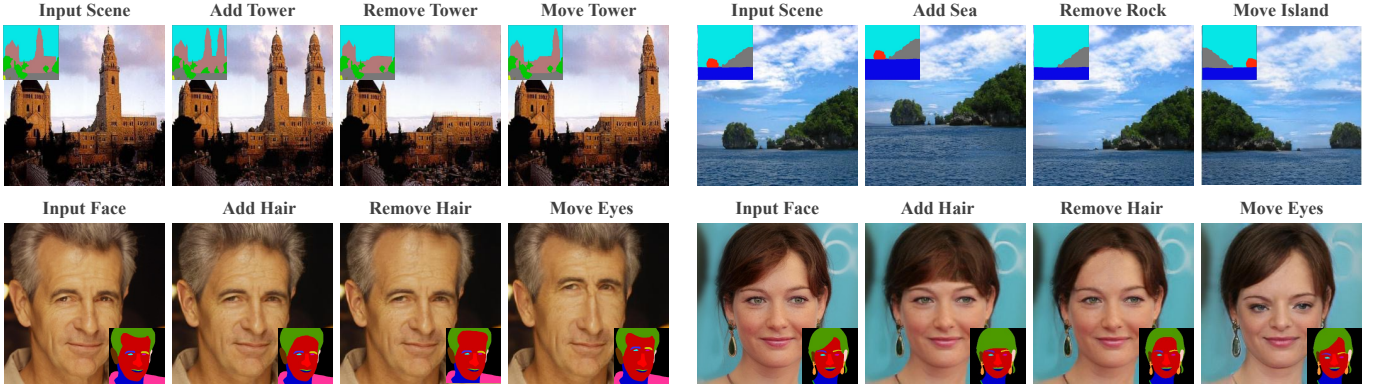 Input Scene Add Tower Remove Tower Move Tower Input Scene Add Sea Remove Rock Move Island
Input Face Add Hair Remove Hair Move Eyes Input Face Add Hair Remove Hair Move Eyes